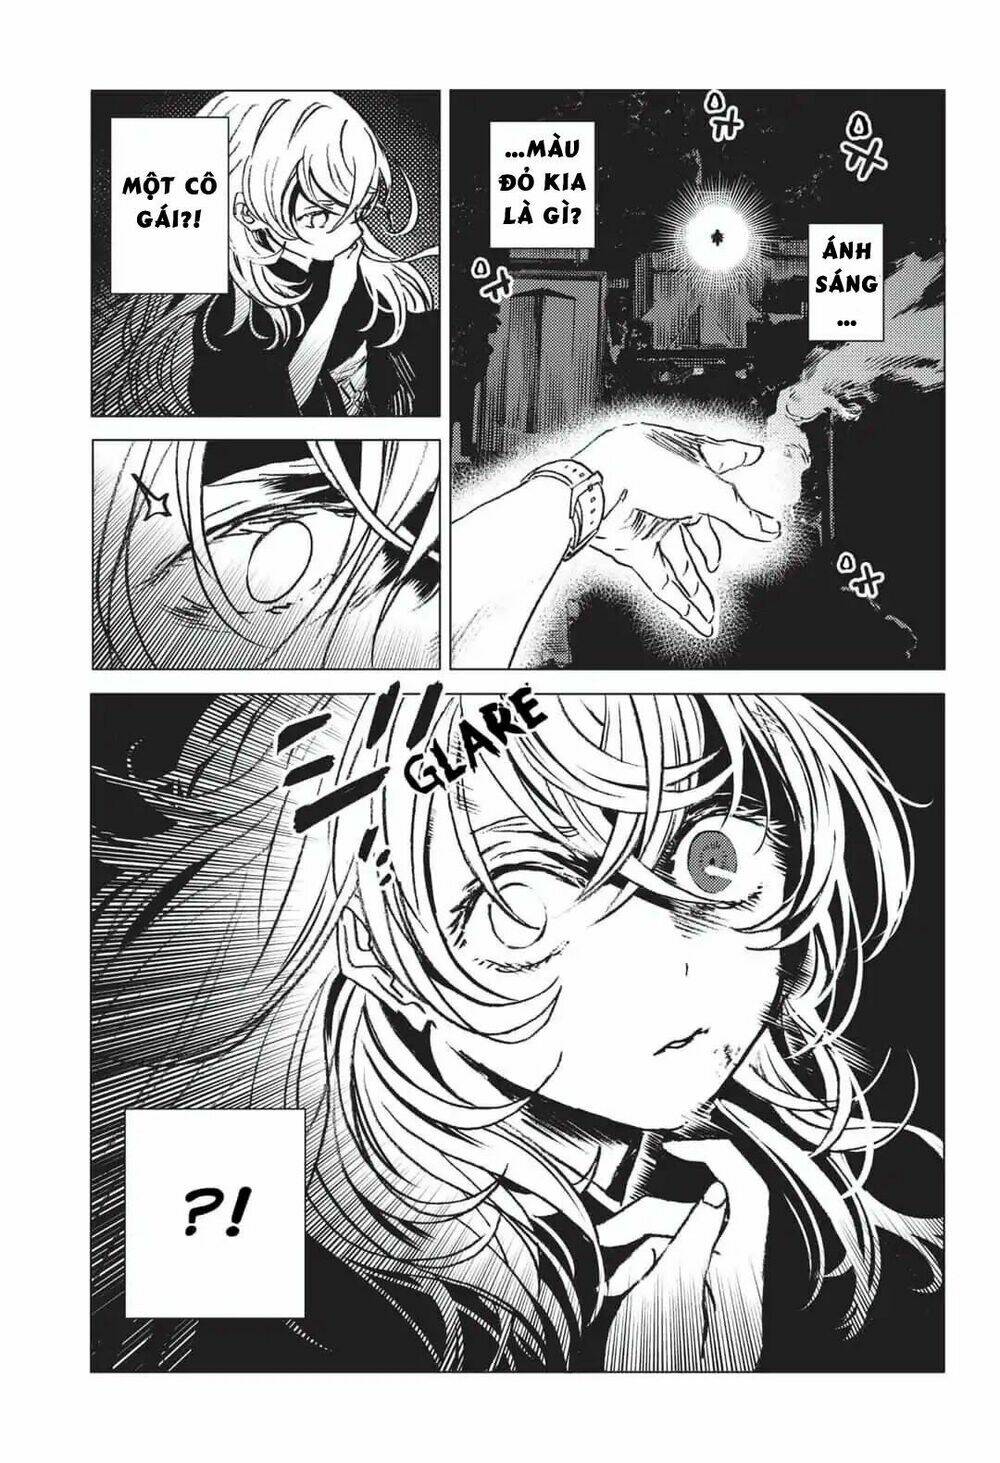 ÁNH
SÁNG
...
...MÀU
ĐỎ KIA
LÀ GÌ?
MỘT CÔ
GÁI?!
GLARE
?!